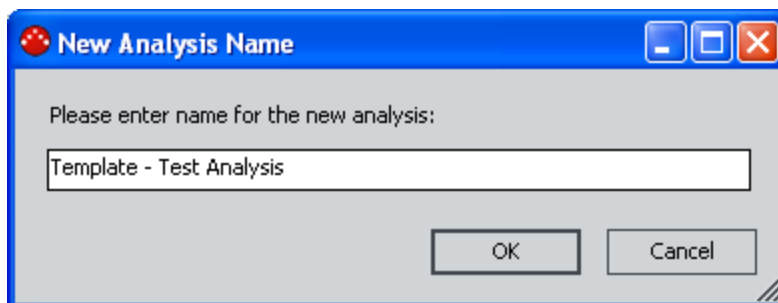 New Analysis Name
Please enter name for the new analysis:
Template - Test Analysis
OK Cancel